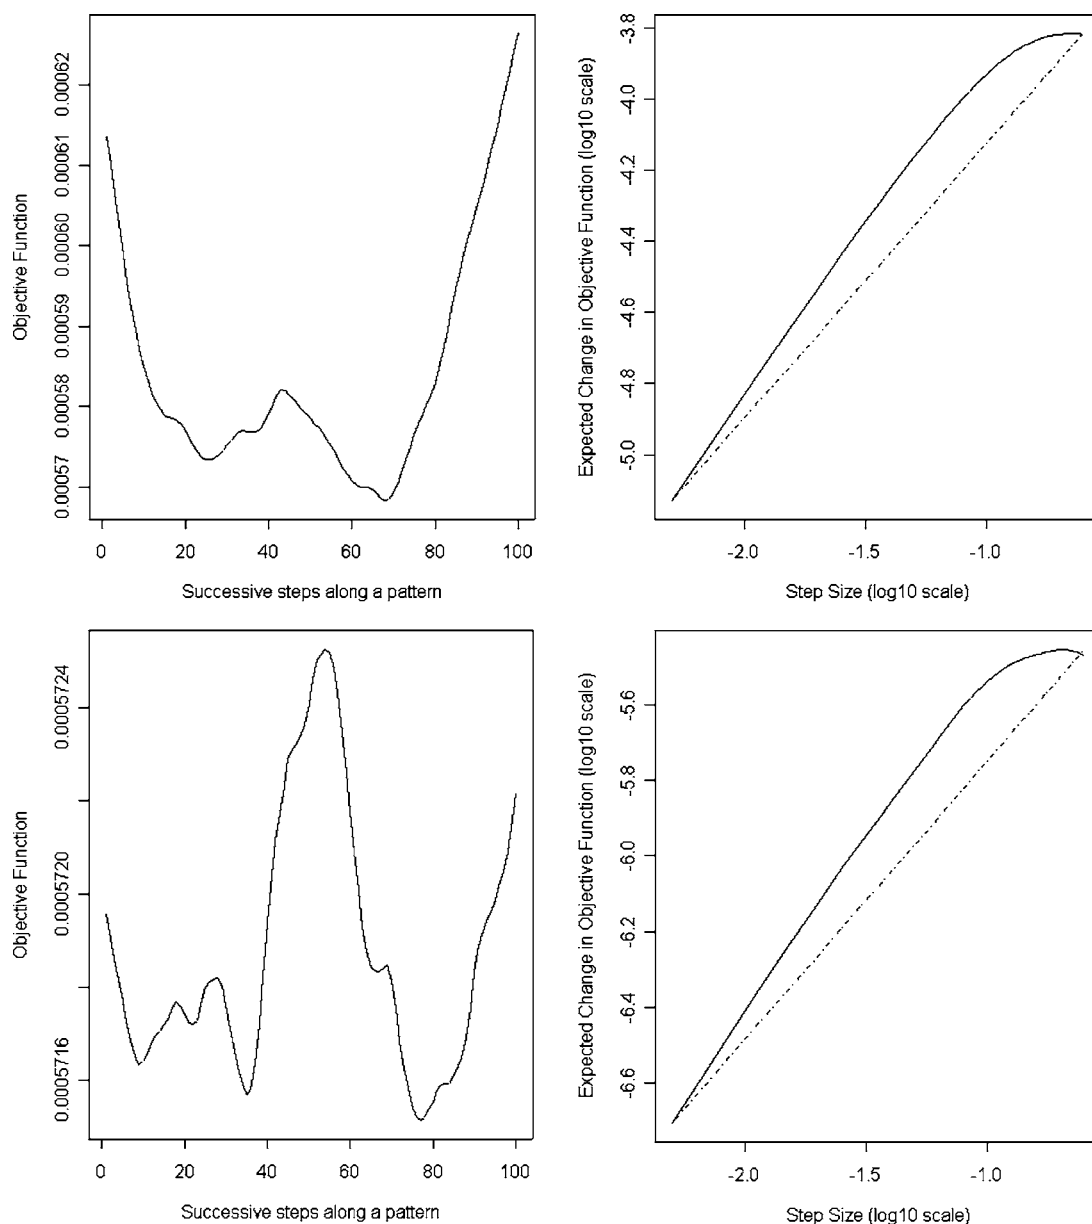 Objective Function
0.00062
0.00061
0.00060
0.00059
0.00058
0.00057
0 20 40 60 80 100
Successive steps along a pattern
Expected Change in Objective Function (log10 scale)
-3.8
-4.0
-4.2
-4.4
-4.6
-4.8
-5.0
-2.0 -1.5 -1.0
Step Size (log10 scale)
Objective Function
0.0005724
0.0005720
0.0005716
0 20 40 60 80 100
Successive steps along a pattern
Expected Change in Objective Function (log10 scale)
-5.6
-5.8
-6.0
-6.2
-6.4
-6.6
-2.0 -1.5 -1.0
Step Size (log10 scale)